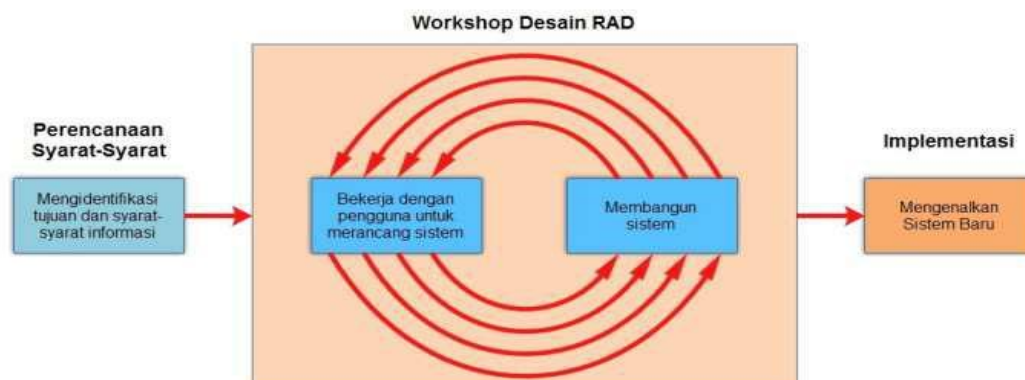 Workshop Desain RAD
Perencanaan
Syarat-Syarat
Mengidentifikasi
tujuan dan syarat-
syarat informasi
Bekerja dengan
pengguna untuk
merancang sistem
Membangun
sistem
Implementasi
Mengenalkan
Sistem Baru